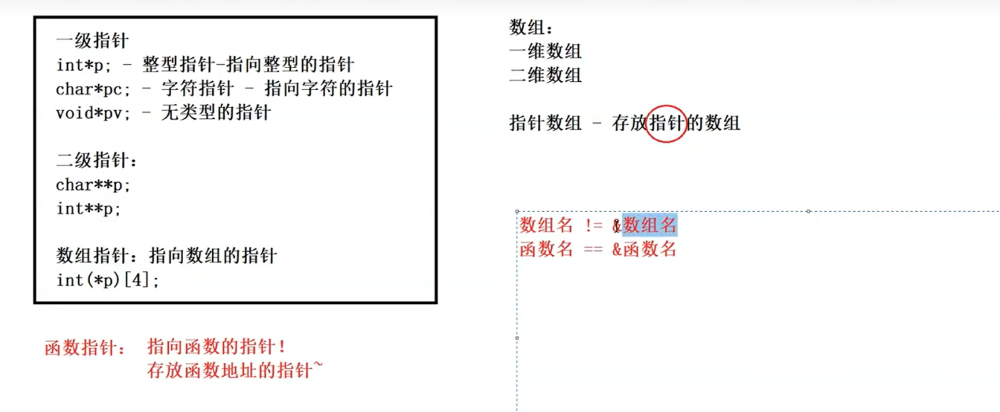 一级指针
int*p; - 整型指针-指向整型的指针
char*pc; - 字符指针 - 指向字符的指针
void*pv; - 无类型的指针
二级指针:
char**p;
int**p;
数组指针: 指向数组的指针
int(*p)[4];
函数指针: 指向函数的指针!
存放函数地址的指针~
数组:
一维数组
二维数组
指针数组 - 存放指针的数组
数组名 != &数组名
函数名 == &函数名